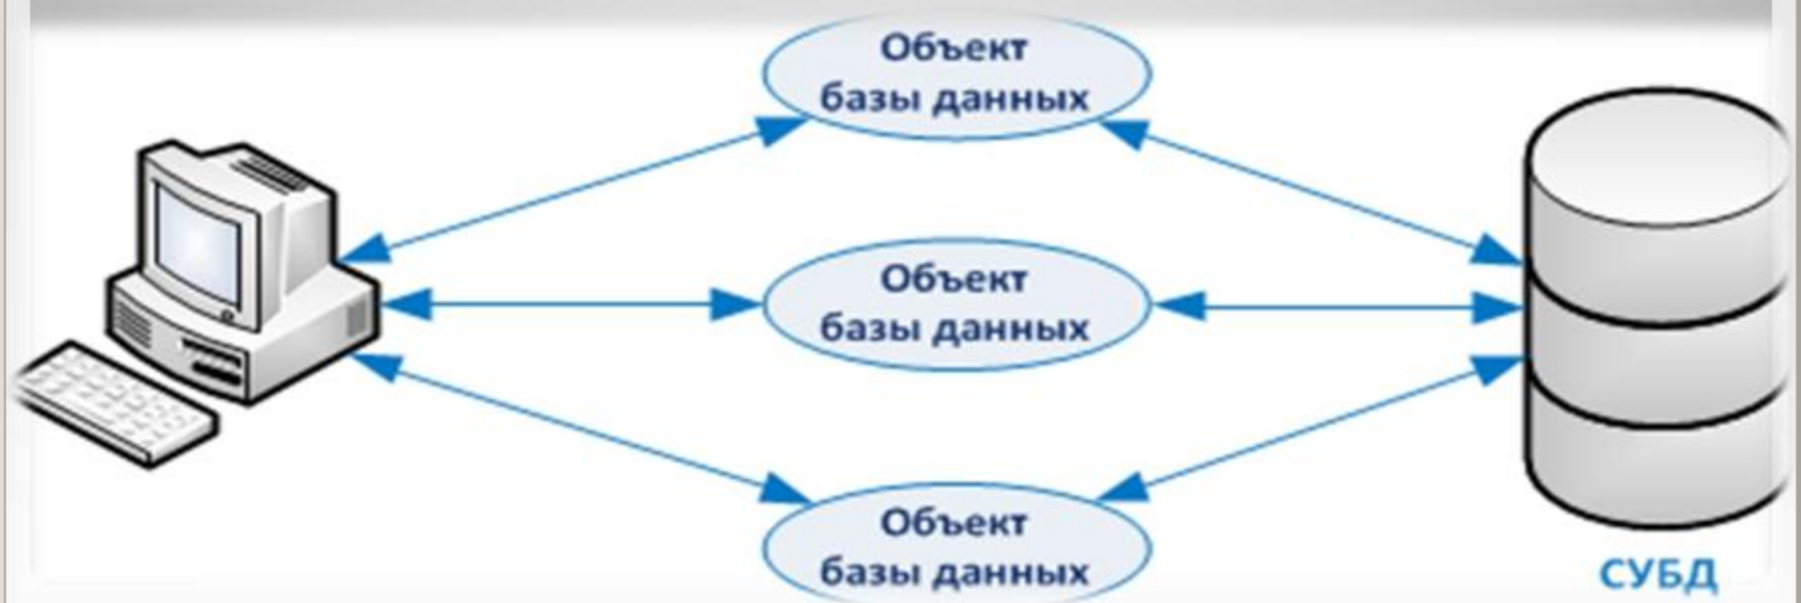 Объект
базы данных
Объект
базы данных
Объект
базы данных
СУБД